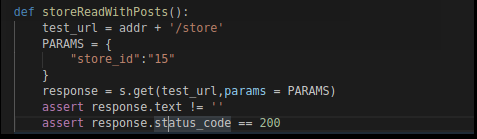 def storeReadWithPosts():
    test_url = addr + '/store'
    PARAMS = {
        "store_id":"15"
    }
    response = s.get(test_url,params = PARAMS)
    assert response.text != ''
    assert response.status_code == 200